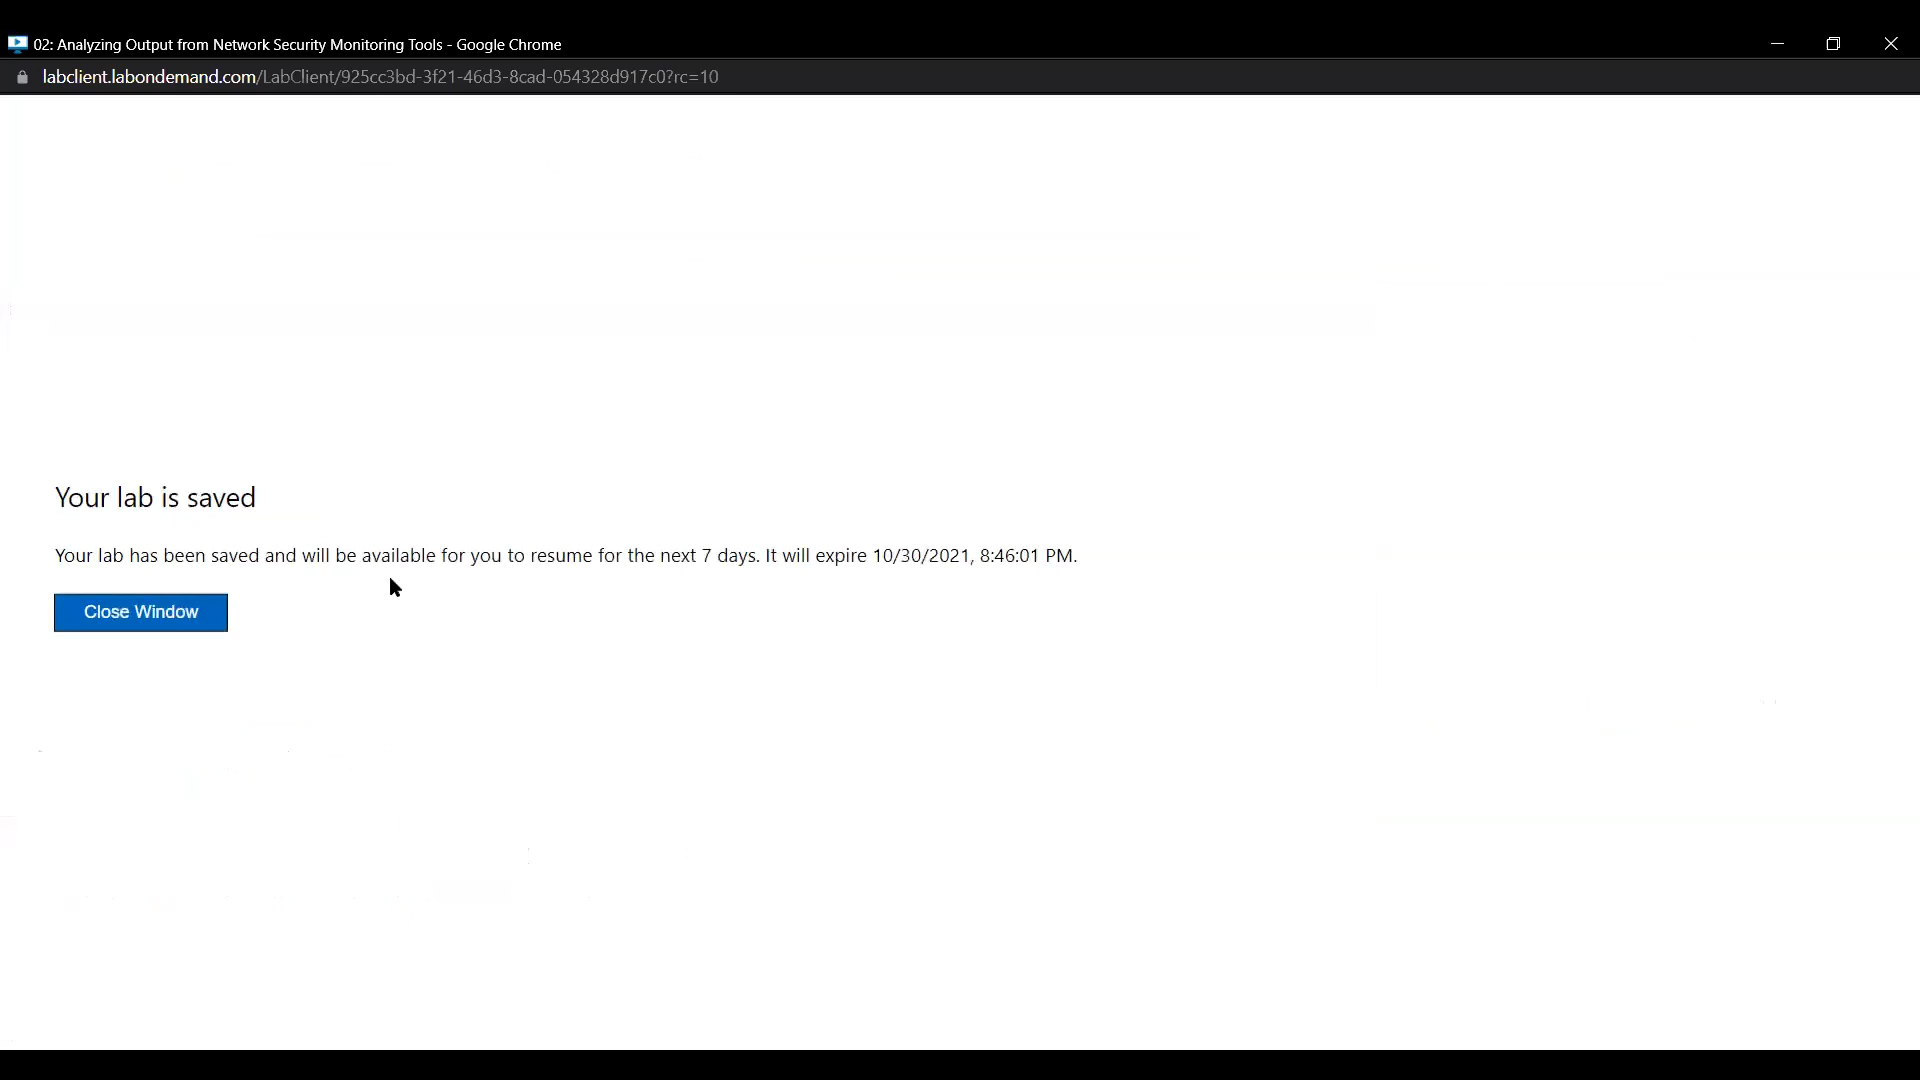 02: Analyzing Output from Network Security Monitoring Tools - Google Chrome
labclient.labondemand.com/LabClient/925cc3bd-3f21-46d3-8cad-054328d917c0?rc=10
Your lab is saved
Your lab has been saved and will be available for you to resume for the next 7 days. It will expire 10/30/2021, 8:46:01 PM.
Close Window